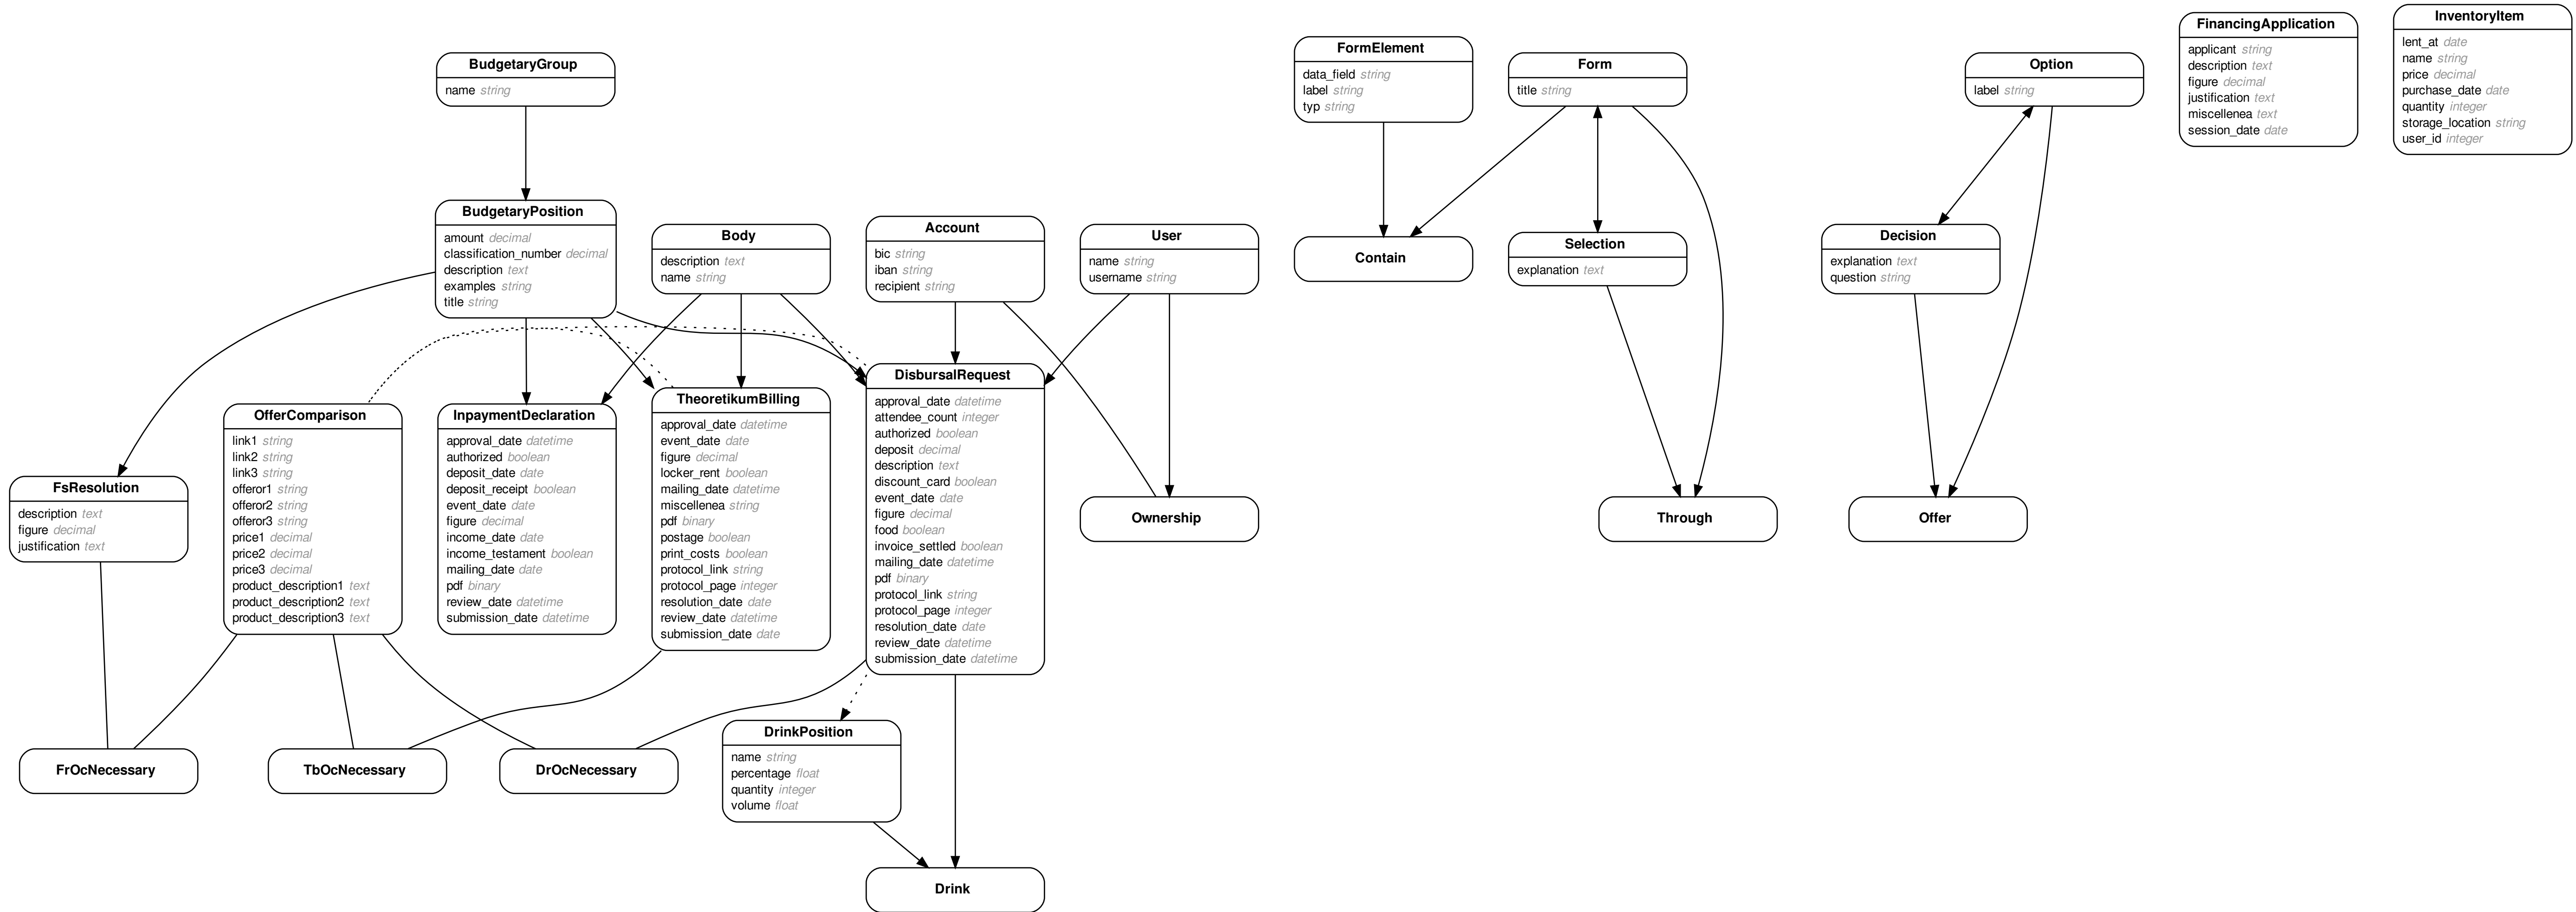 BudgetaryGroup
name string
FormElement
data_field string
label string
typ string
Form
title string
Option
label string
FinancingApplication
applicant string
description text
figure decimal
justification text
miscellenea text
session_date date
InventoryItem
lent_at date
name string
price decimal
purchase_date date
quantity integer
storage_location string
user_id integer
BudgetaryPosition
amount decimal
classification_number decimal
description text
examples string
title string
Body
description text
name string
Account
bic string
iban string
recipient string
User
name string
username string
Contain
Selection
explanation text
Decision
explanation text
question string
FsResolution
description text
figure decimal
justification text
OfferComparison
link1 string
link2 string
link3 string
offeror1 string
offeror2 string
offeror3 string
price1 decimal
price2 decimal
price3 decimal
product_description1 text
product_description2 text
product_description3 text
InpaymentDeclaration
approval_date datetime
authorized boolean
deposit_date date
deposit_receipt boolean
event_date date
figure decimal
income_date date
income_testament boolean
mailing_date date
pdf binary
review_date datetime
submission_date datetime
TheoretikumBilling
approval_date datetime
event_date date
figure decimal
locker_rent boolean
mailing_date datetime
miscellenea string
pdf binary
postage boolean
print_costs boolean
protocol_link string
protocol_page integer
resolution_date date
review_date datetime
submission_date date
DisbursalRequest
approval_date datetime
attendee_count integer
authorized boolean
deposit decimal
description text
discount_card boolean
event_date date
figure decimal
food boolean
invoice_settled boolean
mailing_date datetime
pdf binary
protocol_link string
protocol_page integer
resolution_date date
review_date datetime
submission_date datetime
Ownership
Through
Offer
FrOcNecessary
TbOcNecessary
DrOcNecessary
DrinkPosition
name string
percentage float
quantity integer
volume float
Drink